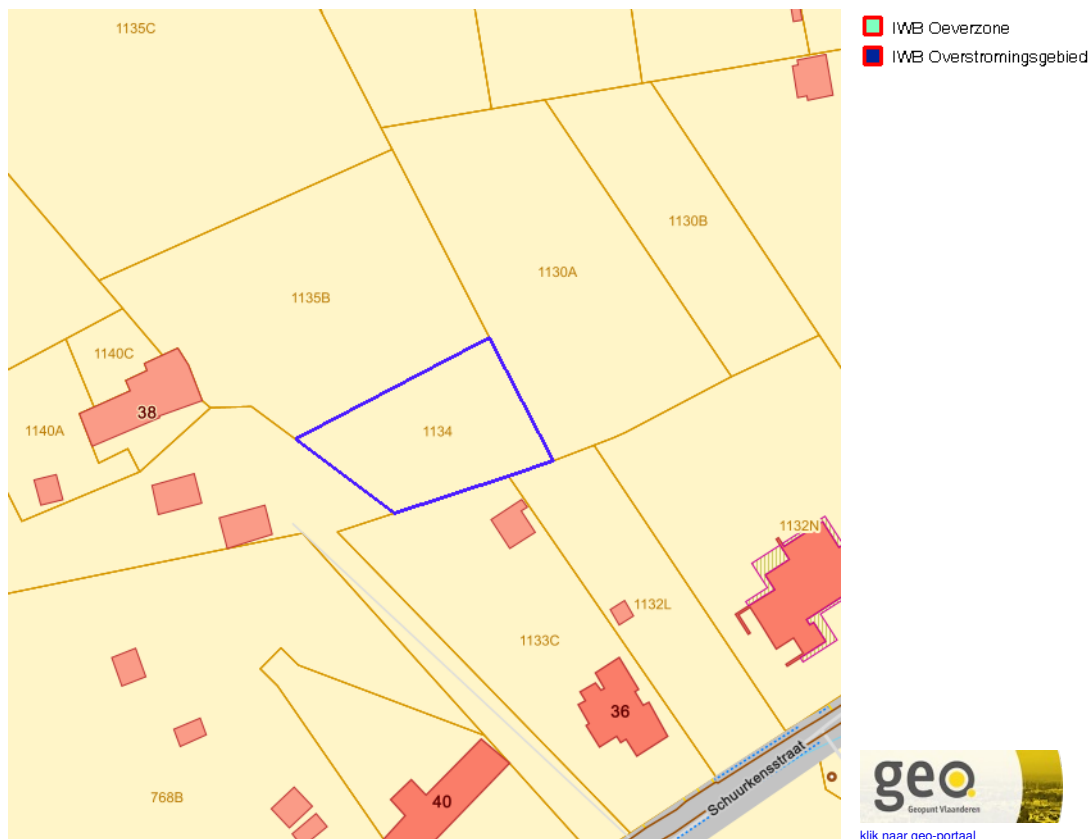 1135C
IWB Oeverzone
IWB Overstromingsgebied
1130B
1130A
1135B
1140C
38
1134
1140A
1132N
1132L
1133C
36
Schuurkensstraat
768B
40
geo
Geopunt Vlaanderen
klik naar geo-portaal